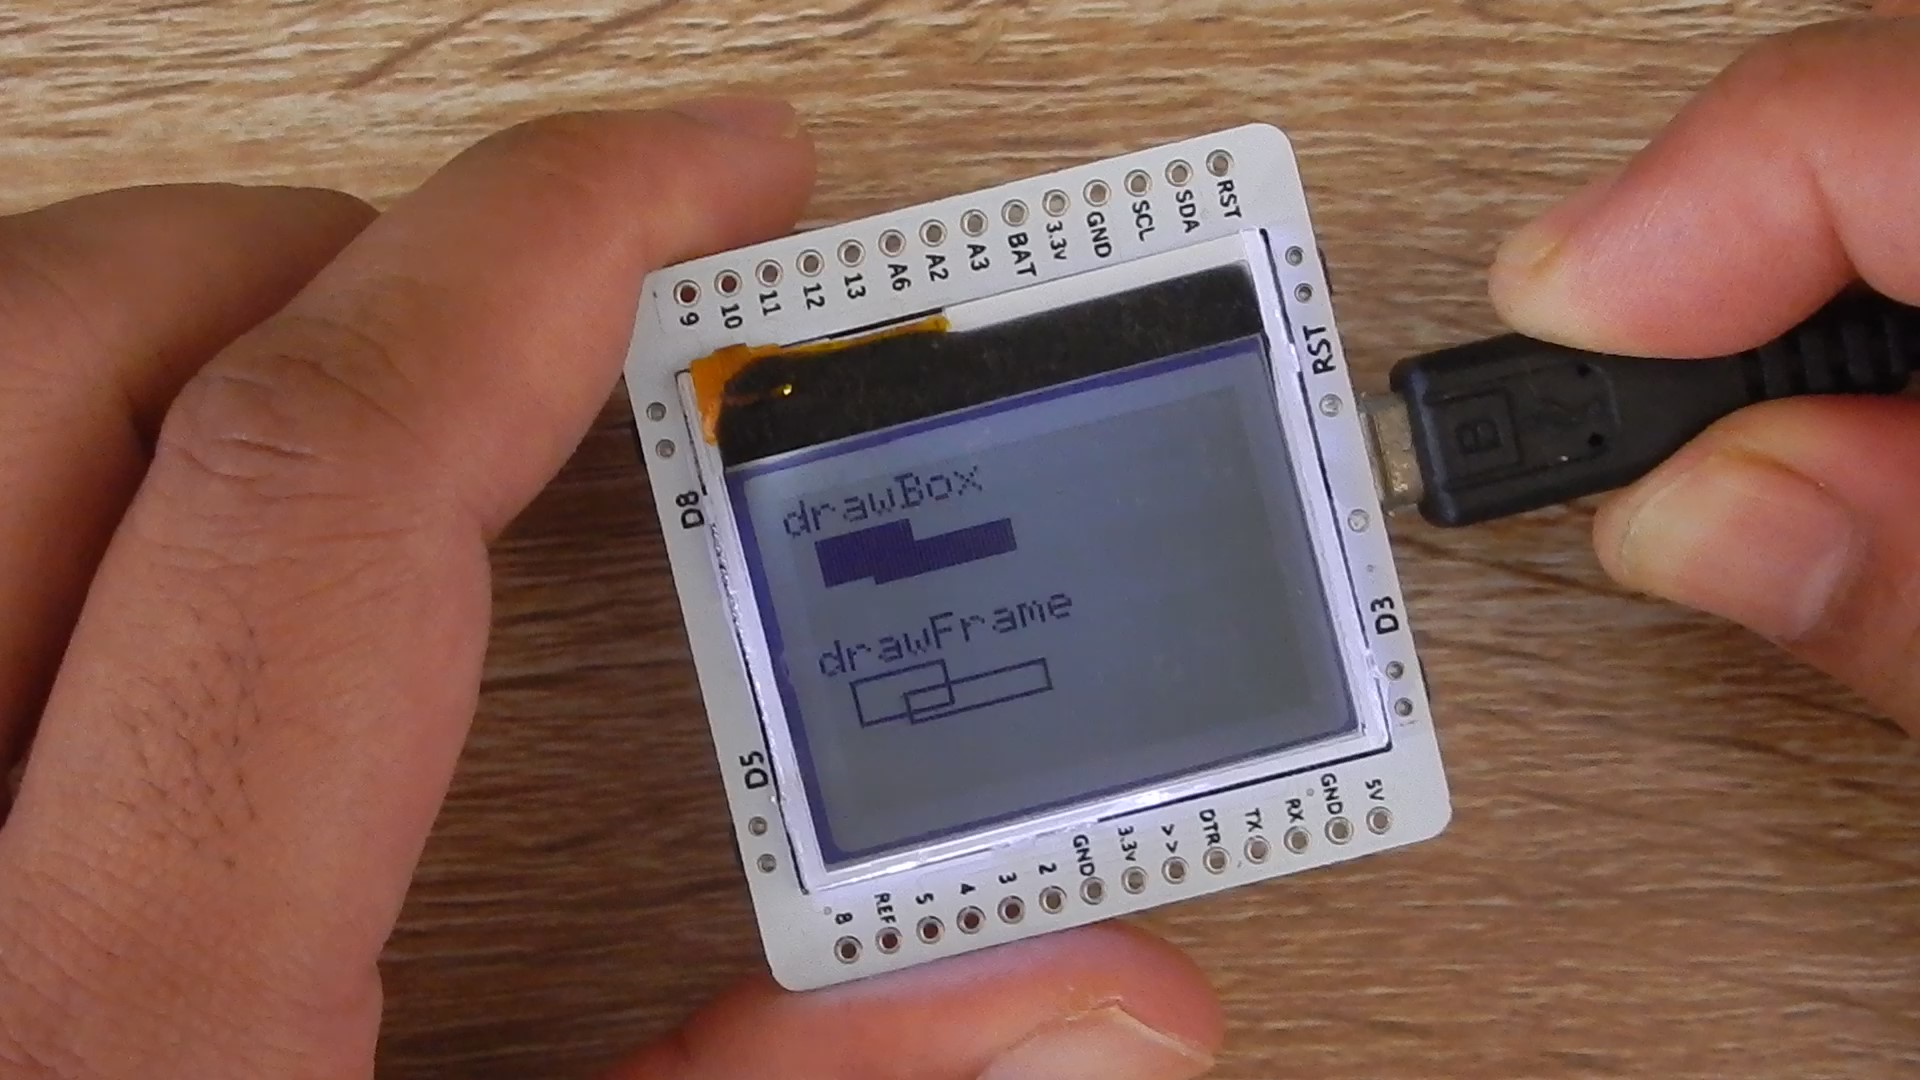 9 10 11 12 13 A6 A2 A3 BAT 3.3v GND SCL SDA RST
RST
D8
drawBox
drawFrame
D3
D5
8 REF 5 4 3 2 GND 3.3v >> DTR TX RX GND 5V
B